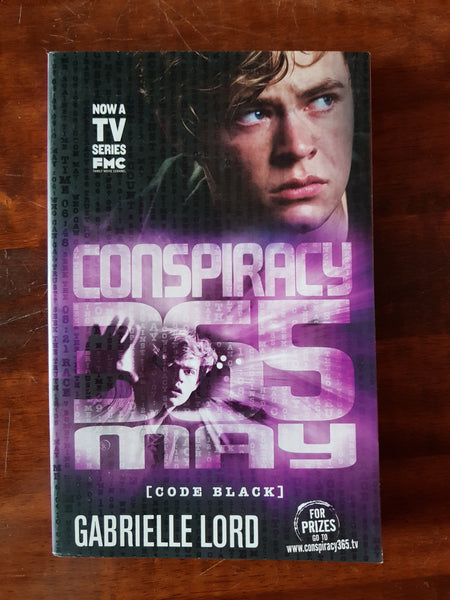 NOW A
TV
SERIES
FMC
FAMILY MOVIE CHANNEL
CONSPIRACY
365
MAY
[CODE BLACK]
GABRIELLE LORD
FOR
PRIZES
GO TO
www.conspiracy365.tv